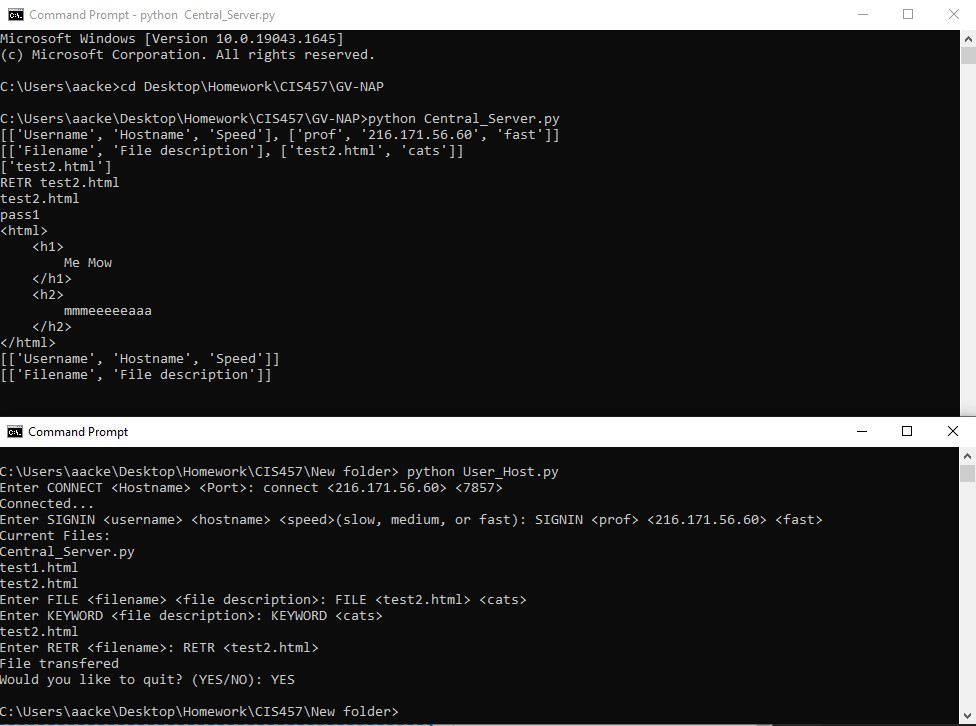 Command Prompt - python  Central_Server.py
Microsoft Windows [Version 10.0.19043.1645]
(c) Microsoft Corporation. All rights reserved.
C:\Users\aacke>cd Desktop\Homework\CIS457\GV-NAP
C:\Users\aacke\Desktop\Homework\CIS457\GV-NAP>python Central_Server.py
[['Username', 'Hostname', 'Speed'], ['prof', '216.171.56.60', 'fast']]
[['Filename', 'File description'], ['test2.html', 'cats']]
['test2.html']
RETR test2.html
test2.html
pass1
<html>
    <h1>
        Me Mow
    </h1>
    <h2>
        mmmeeeeeaaa
    </h2>
</html>
[['Username', 'Hostname', 'Speed']]
[['Filename', 'File description']]
Command Prompt
C:\Users\aacke\Desktop\Homework\CIS457\New folder> python User_Host.py
Enter CONNECT <Hostname> <Port>: connect <216.171.56.60> <7857>
Connected...
Enter SIGNIN <username> <hostname> <speed>(slow, medium, or fast): SIGNIN <prof> <216.171.56.60> <fast>
Current Files:
Central_Server.py
test1.html
test2.html
Enter FILE <filename> <file description>: FILE <test2.html> <cats>
Enter KEYWORD <file description>: KEYWORD <cats>
test2.html
Enter RETR <filename>: RETR <test2.html>
File transfered
Would you like to quit? (YES/NO): YES
C:\Users\aacke\Desktop\Homework\CIS457\New folder>